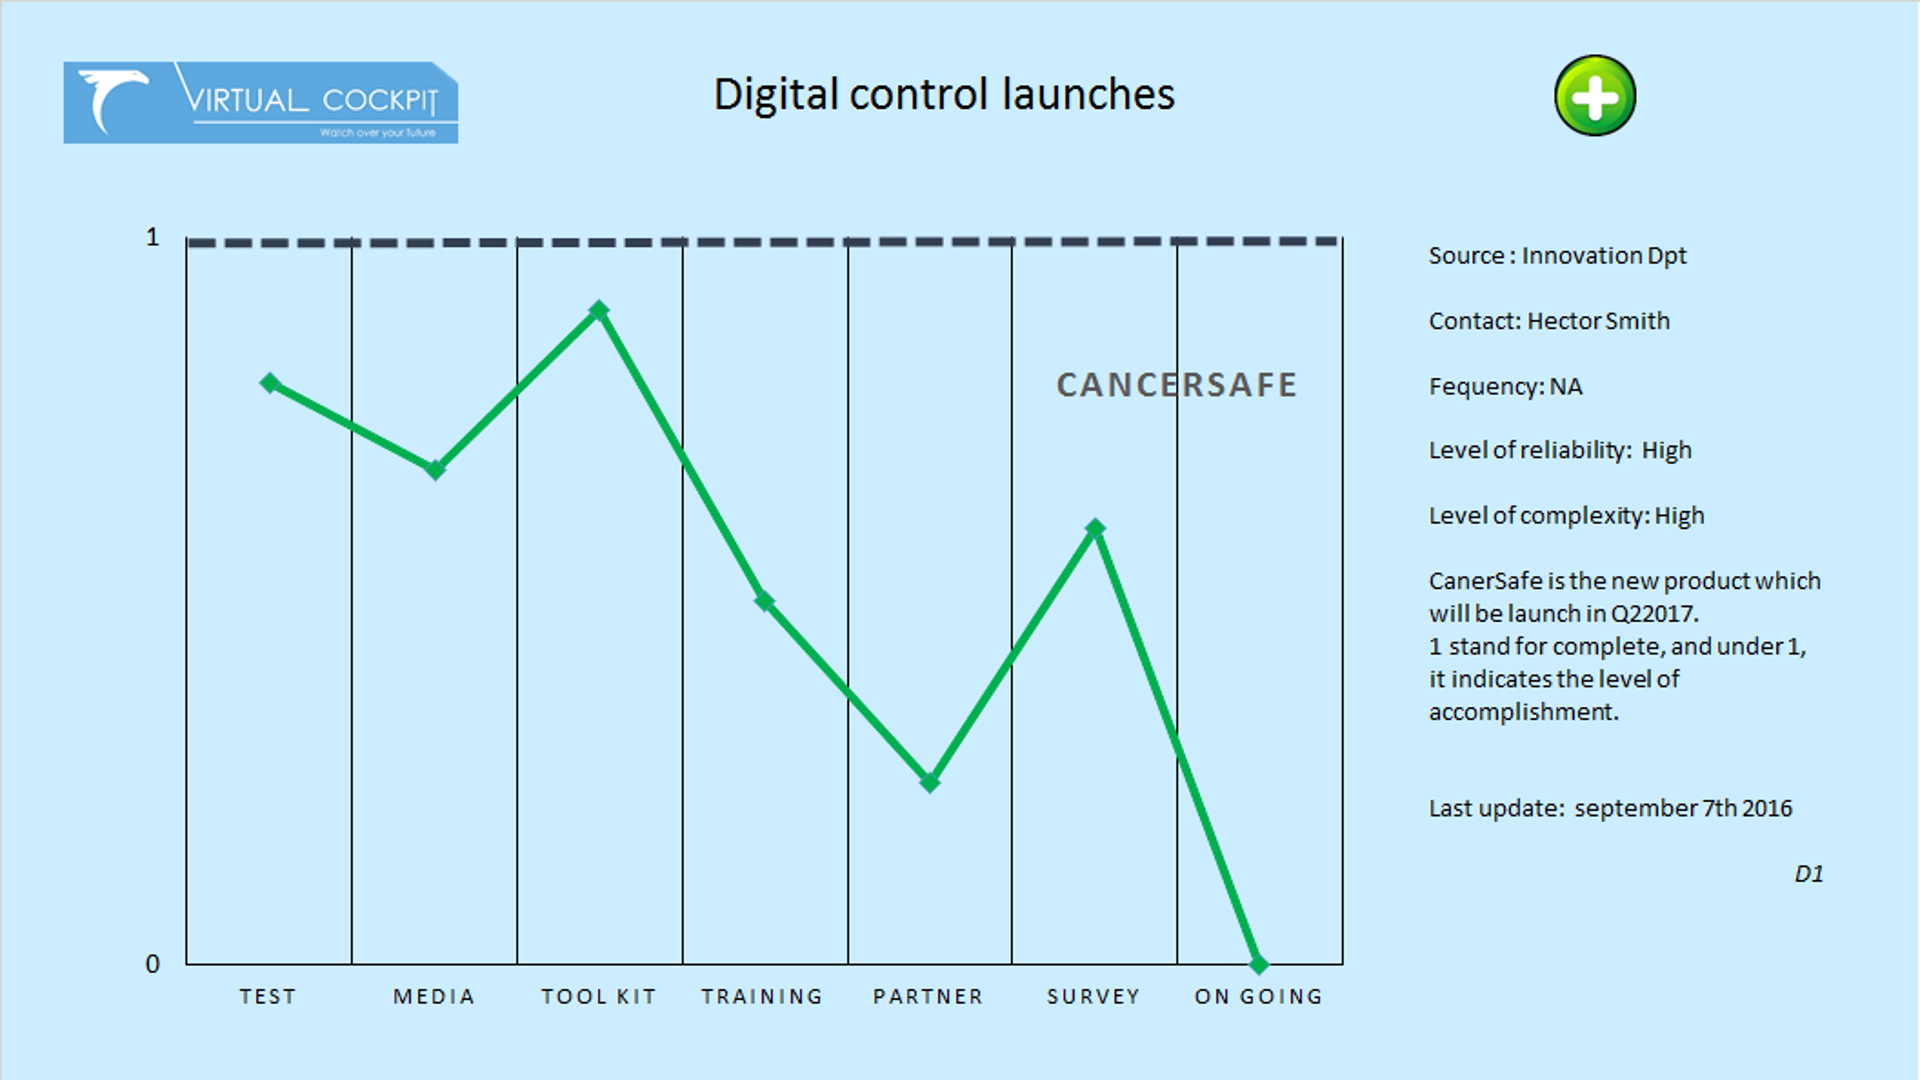 VIRTUAL COCKPIT
Watch over your future
Digital control launches
1
Source : Innovation Dpt
Contact: Hector Smith
CANCERSAFE
Fequency: NA
Level of reliability:  High
Level of complexity: High
CanerSafe is the new product which
will be launch in Q22017.
1 stand for complete, and under 1,
it indicates the level of
accomplishment.
Last update:  september 7th 2016
D1
0
TEST MEDIA TOOL KIT TRAINING PARTNER SURVEY ON GOING